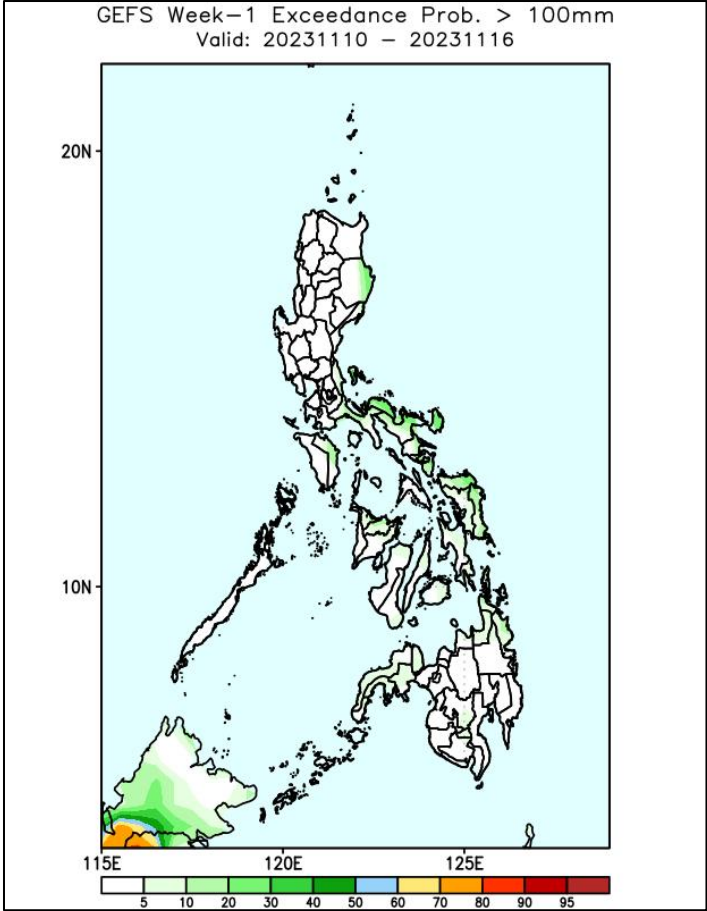 GEFS Week-1 Exceedance Prob. > 100mm
Valid: 20231110 - 20231116
20N
10N
115E 120E 125E
5 10 20 30 40 50 60 70 80 90 95